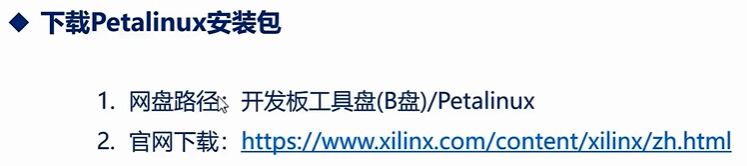 ◆ 下载Petalinux安装包
1. 网盘路径：开发板工具盘(B盘)/Petalinux
2. 官网下载：https://www.xilinx.com/content/xilinx/zh.html